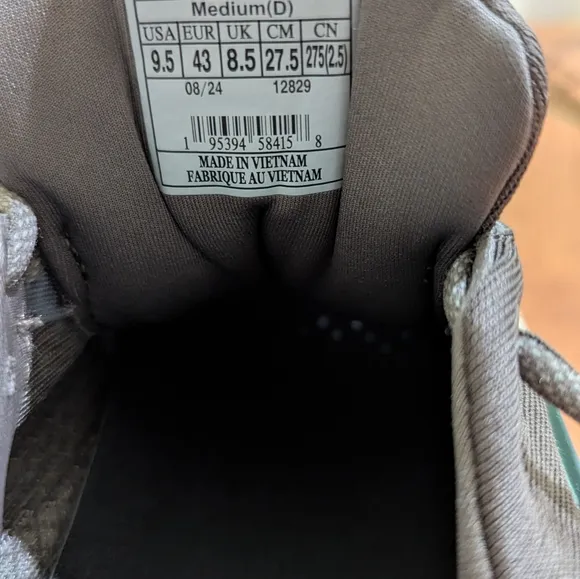 Medium(D)
USA EUR UK CM CN
9.5 43 8.5 27.5 275(2.5)
08/24 12829
1 95394 58415 8
MADE IN VIETNAM
FABRIQUE AU VIETNAM